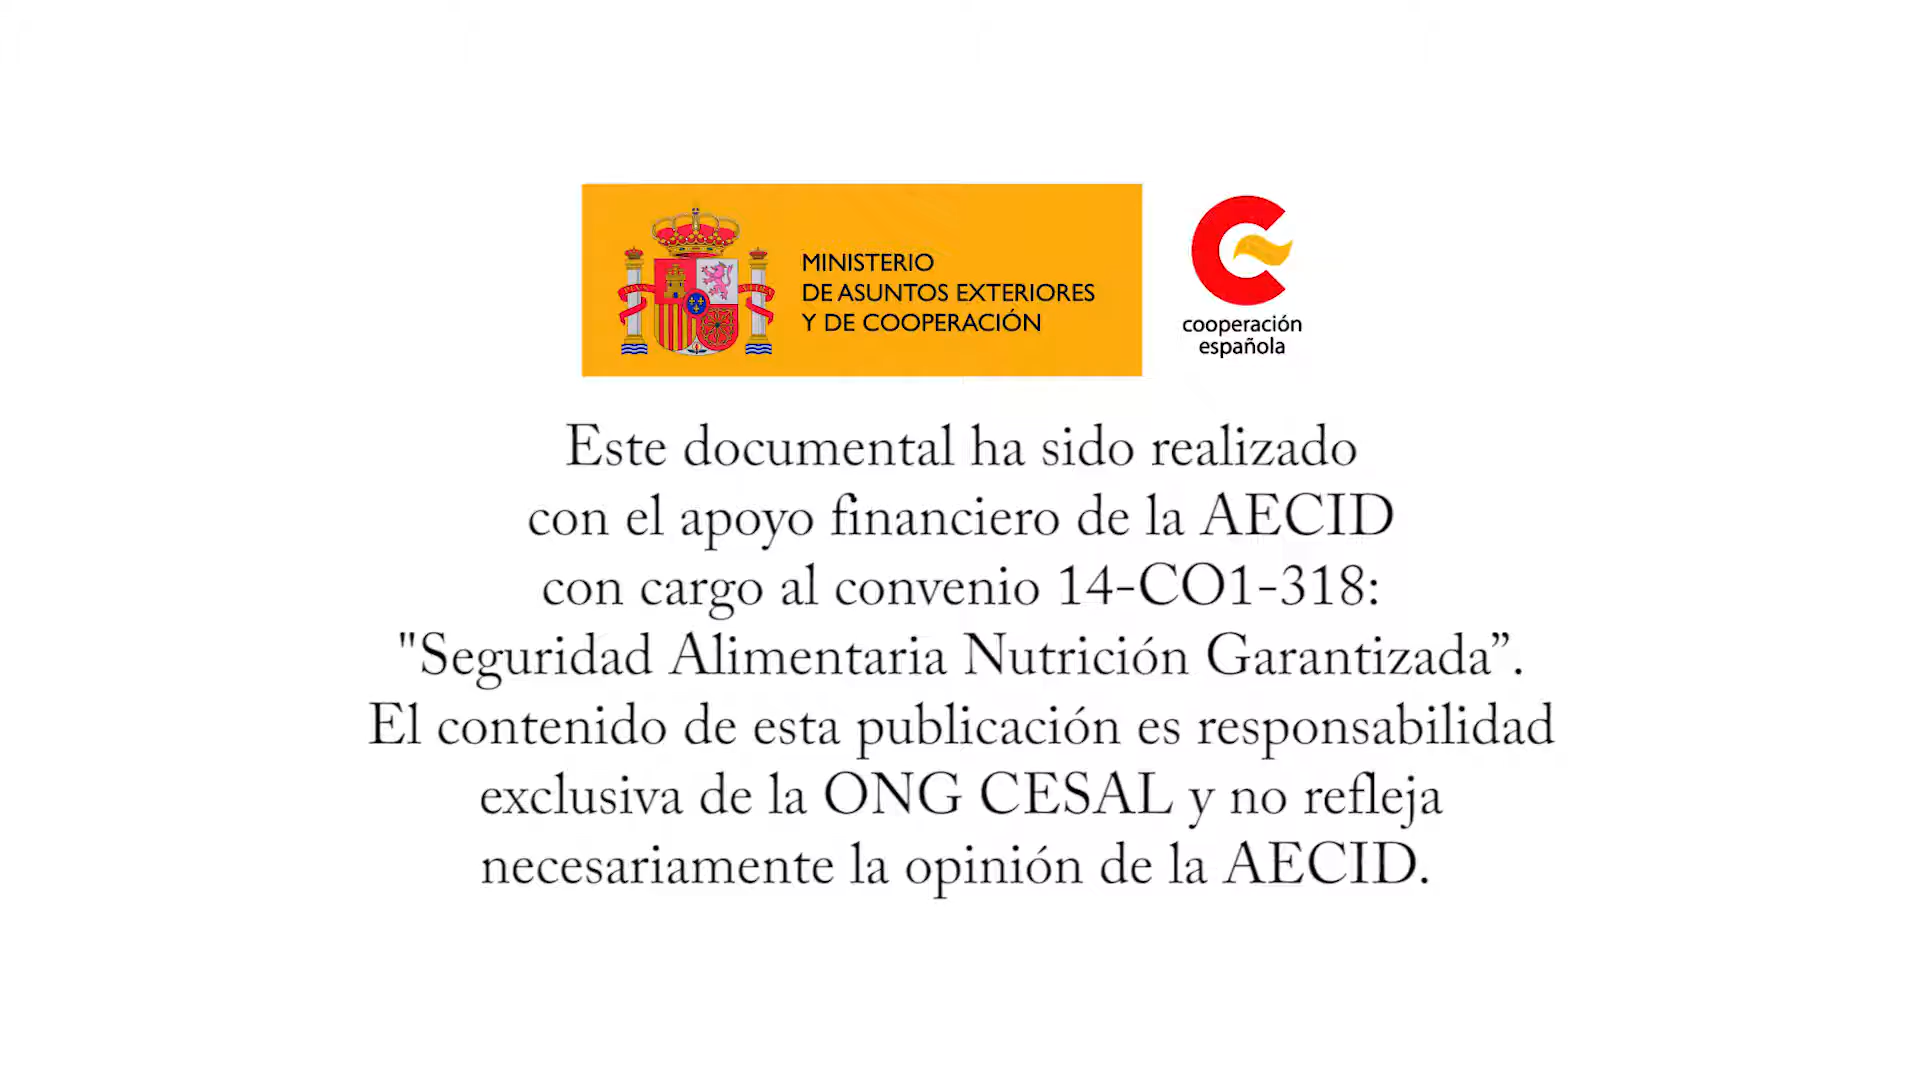 MINISTERIO
DE ASUNTOS EXTERIORES
Y DE COOPERACIÓN
cooperación
española
Este documental ha sido realizado
con el apoyo financiero de la AECID
con cargo al convenio 14-CO1-318:
"Seguridad Alimentaria Nutrición Garantizada”.
El contenido de esta publicación es responsabilidad
exclusiva de la ONG CESAL y no refleja
necesariamente la opinión de la AECID.